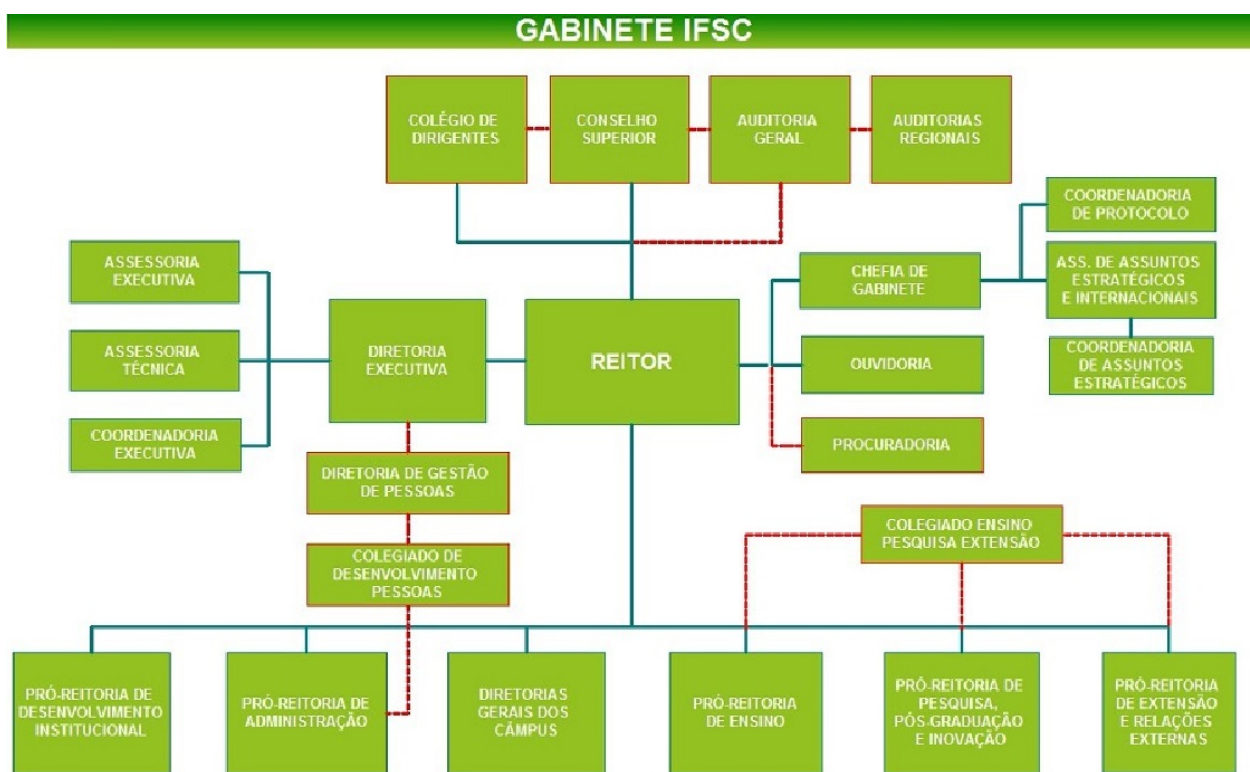 GABINETE IFSC
COLÉGIO DE
DIRIGENTES
CONSELHO
SUPERIOR
AUDITORIA
GERAL
AUDITORIAS
REGIONAIS
COORDENADORIA
DE PROTOCOLO
ASSESSORIA
EXECUTIVA
CHEFIA DE
GABINETE
ASS. DE ASSUNTOS
ESTRATÉGICOS
E INTERNACIONAIS
ASSESSORIA
TÉCNICA
DIRETORIA
EXECUTIVA
REITOR
OUVIDORIA
COORDENADORIA
DE ASSUNTOS
ESTRATÉGICOS
COORDENADORIA
EXECUTIVA
PROCURADORIA
DIRETORIA DE GESTÃO
DE PESSOAS
COLEGIADO ENSINO
PESQUISA EXTENSÃO
COLEGIADO DE
DESENVOLVIMENTO
PESSOAS
PRÓ-REITORIA DE
DESENVOLVIMENTO
INSTITUCIONAL
PRÓ-REITORIA DE
ADMINISTRAÇÃO
DIRETORIAS
GERAIS DOS
CÂMPUS
PRÓ-REITORIA
DE ENSINO
PRÓ-REITORIA DE
PESQUISA,
PÓS-GRADUAÇÃO
E INOVAÇÃO
PRÓ-REITORIA
DE EXTENSÃO
E RELAÇÕES
EXTERNAS